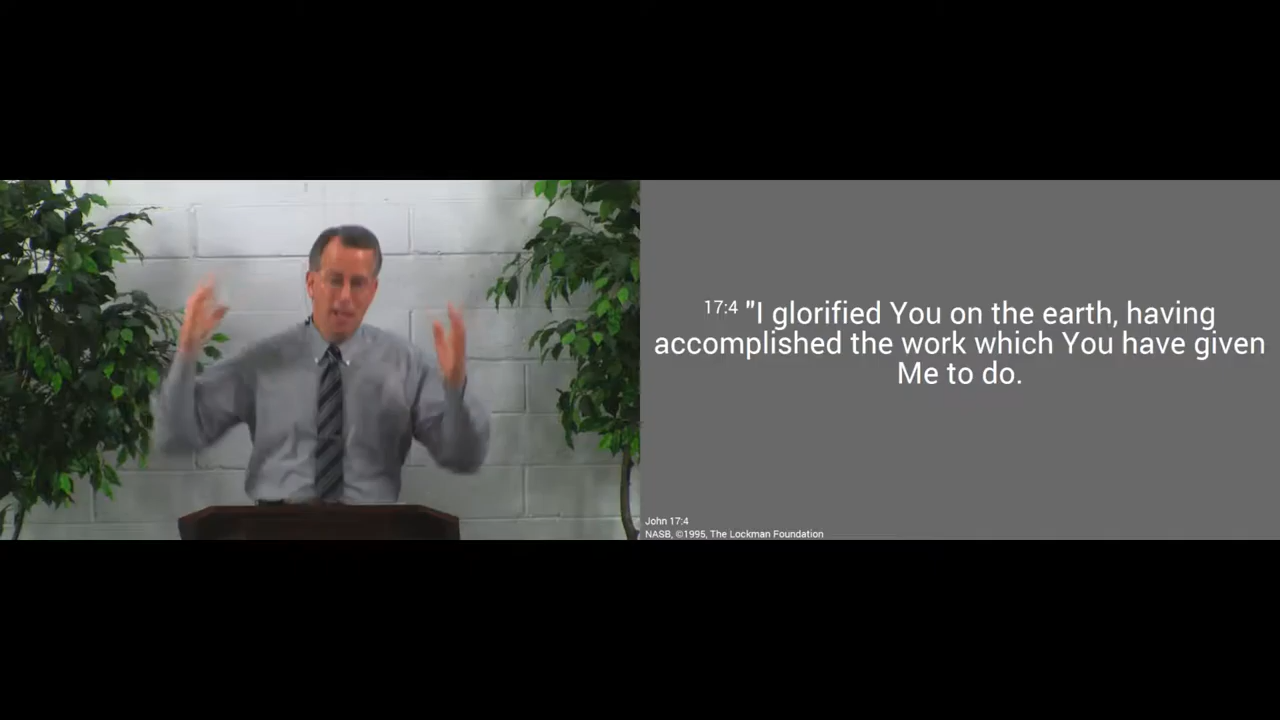 17:4 "I glorified You on the earth, having
accomplished the work which You have given
Me to do.
John 17:4
NASB, ©1995, The Lockman Foundation